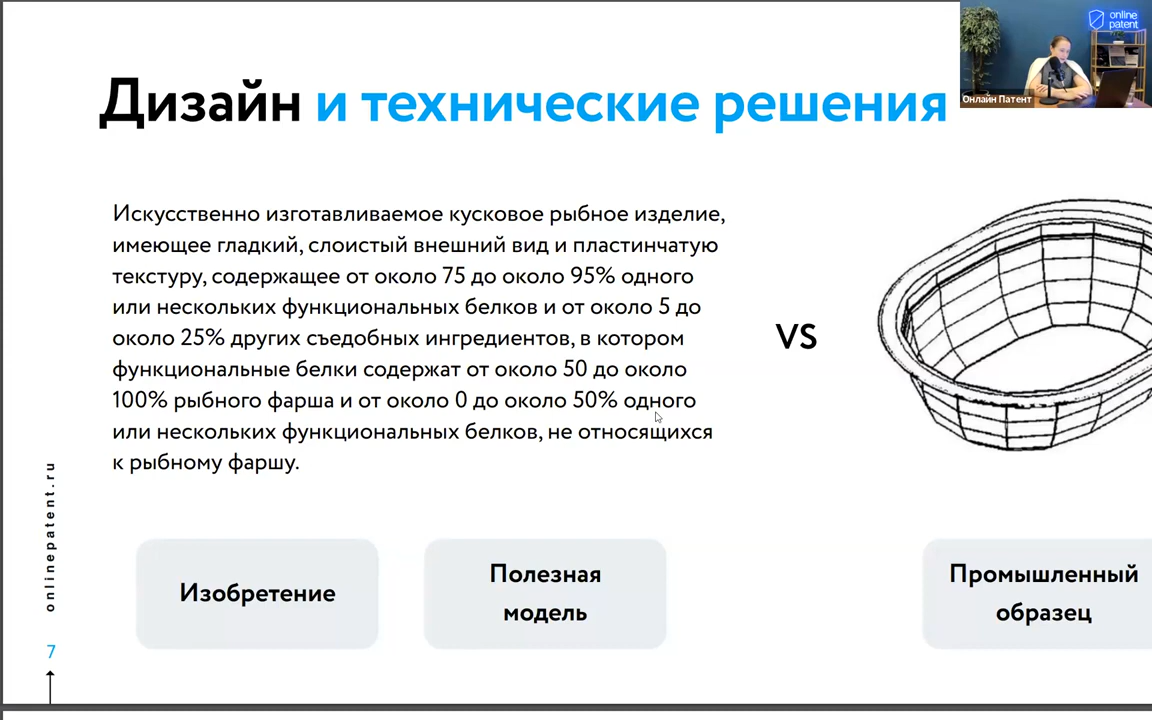 online
patent
Онлайн Патент
Дизайн и технические решения
Искусственно изготавливаемое кусковое рыбное изделие,
имеющее гладкий, слоистый внешний вид и пластинчатую
текстуру, содержащее от около 75 до около 95% одного
или нескольких функциональных белков и от около 5 до
около 25% других съедобных ингредиентов, в котором
функциональные белки содержат от около 50 до около
100% рыбного фарша и от около 0 до около 50% одного
или нескольких функциональных белков, не относящихся
к рыбному фаршу.
VS
Изобретение
Полезная
модель
Промышленный
образец
onlinepatent.ru
7